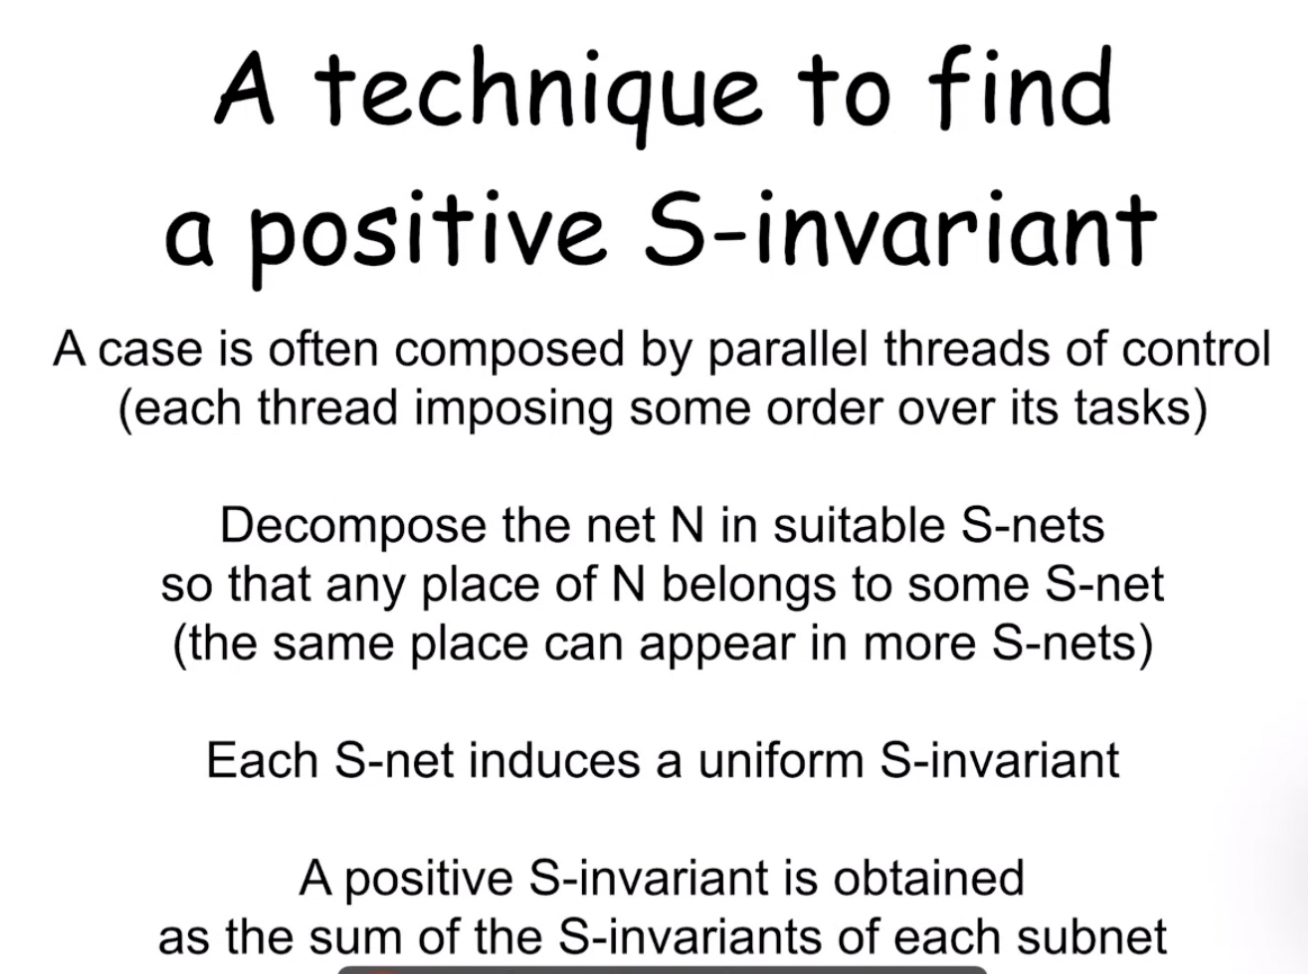 A technique to find
a positive S-invariant
A case is often composed by parallel threads of control
(each thread imposing some order over its tasks)
Decompose the net N in suitable S-nets
so that any place of N belongs to some S-net
(the same place can appear in more S-nets)
Each S-net induces a uniform S-invariant
A positive S-invariant is obtained
as the sum of the S-invariants of each subnet